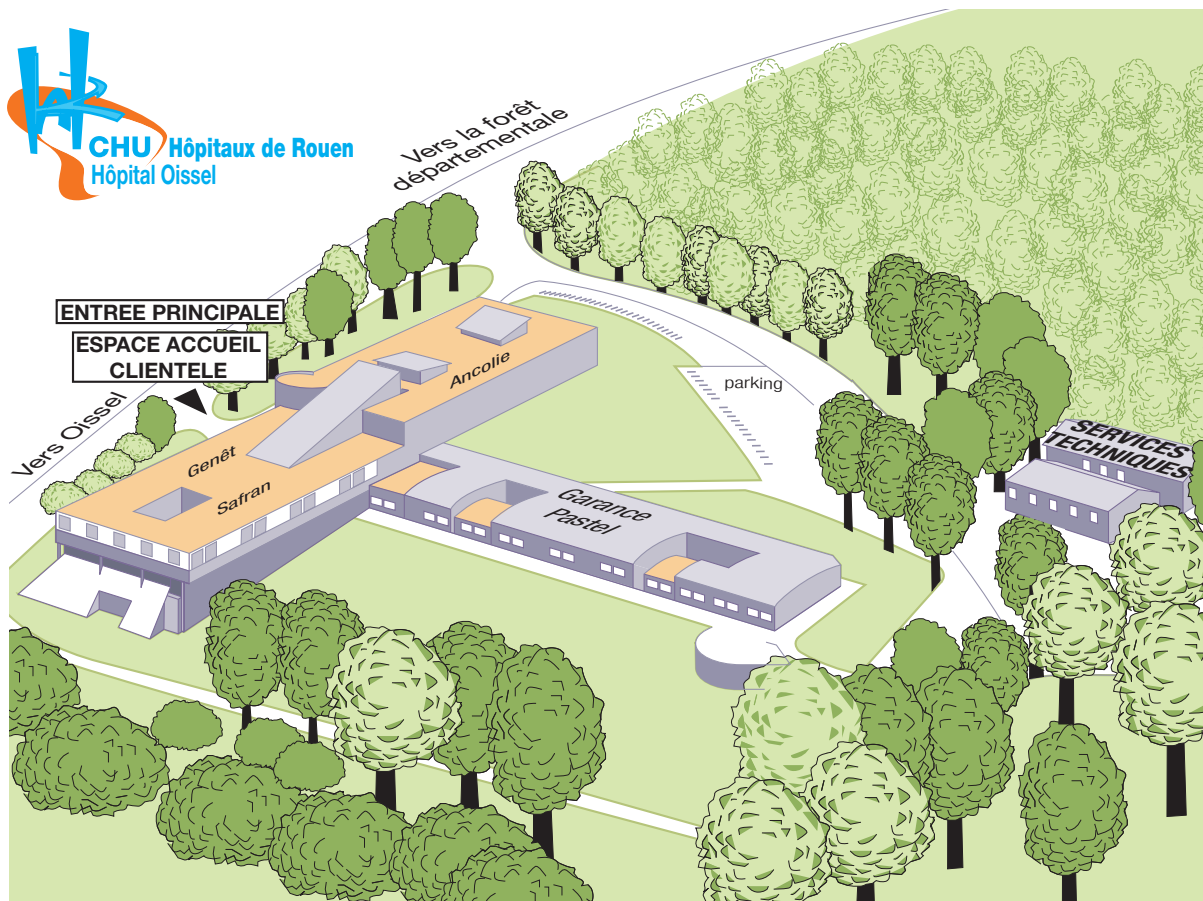 CHU Hôpitaux de Rouen
Hôpital Oissel
Vers la forêt
départementale
ENTREE PRINCIPALE
ESPACE ACCUEIL
CLIENTELE
Vers Oissel
Ancolie
parking
Genêt
Safran
Garance
Pastel
SERVICES
TECHNIQUES